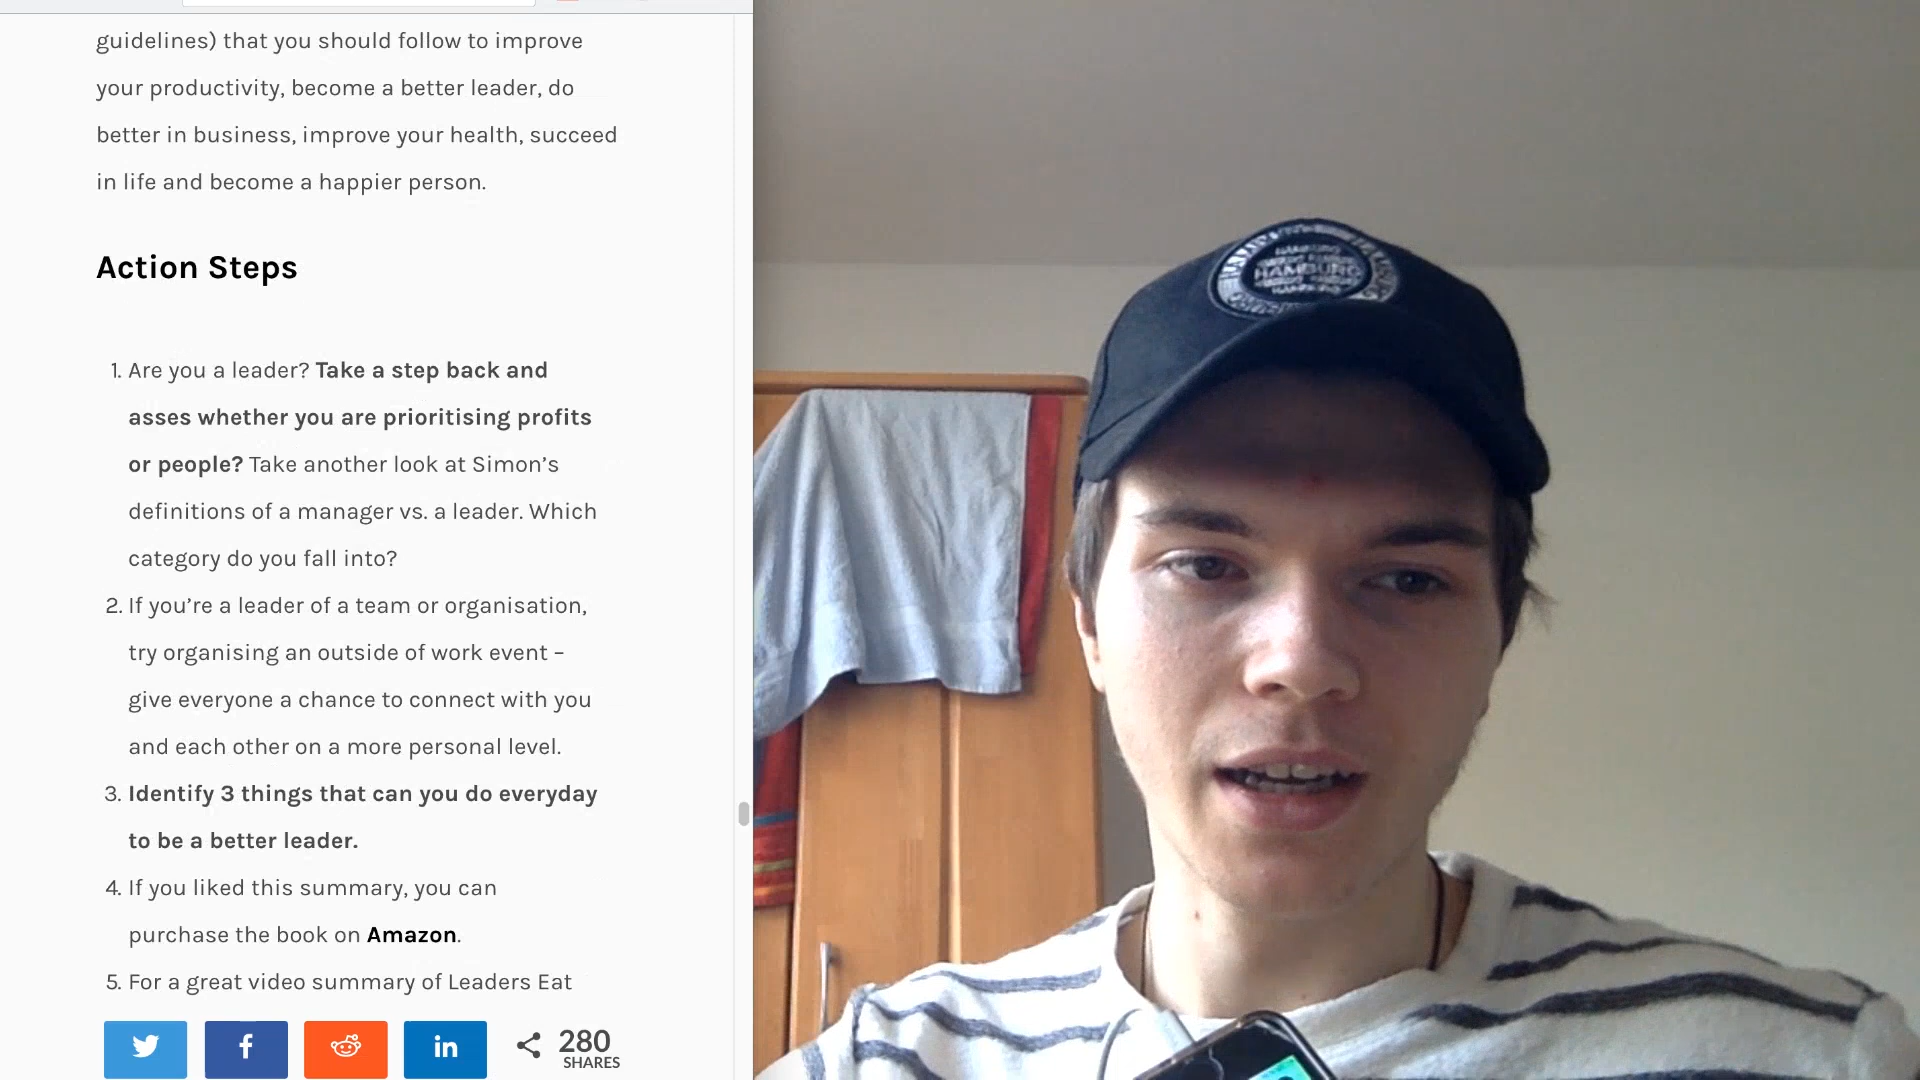 guidelines) that you should follow to improve
your productivity, become a better leader, do
better in business, improve your health, succeed
in life and become a happier person.
Action Steps
1. Are you a leader? Take a step back and
asses whether you are prioritising profits
or people? Take another look at Simon’s
definitions of a manager vs. a leader. Which
category do you fall into?
2. If you’re a leader of a team or organisation,
try organising an outside of work event –
give everyone a chance to connect with you
and each other on a more personal level.
3. Identify 3 things that can you do everyday
to be a better leader.
4. If you liked this summary, you can
purchase the book on Amazon.
5. For a great video summary of Leaders Eat
280
SHARES
HAMBURG